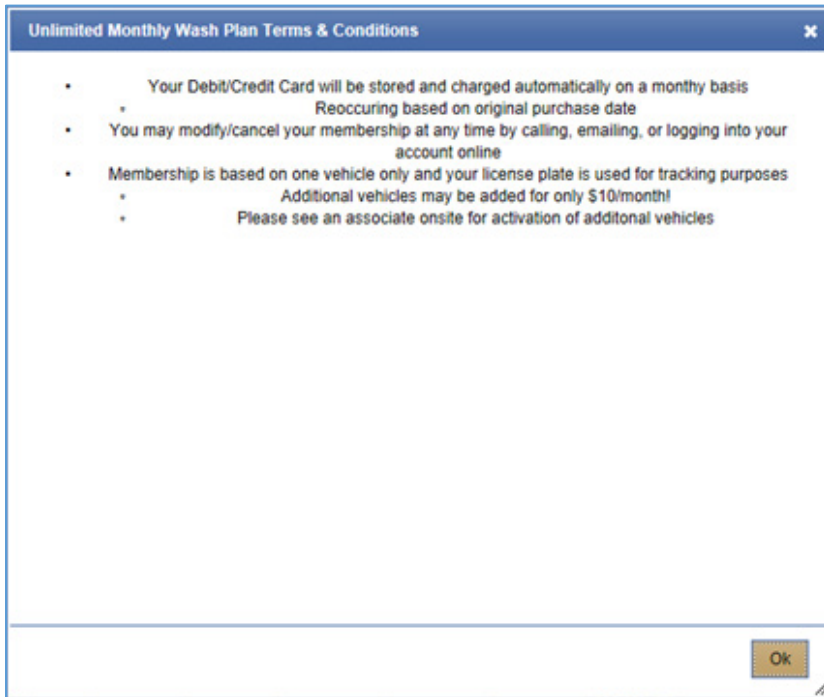 Unlimited Monthly Wash Plan Terms & Conditions
Your Debit/Credit Card will be stored and charged automatically on a monthy basis
Reoccuring based on original purchase date
You may modify/cancel your membership at any time by calling, emailing, or logging into your
account online
Membership is based on one vehicle only and your license plate is used for tracking purposes
Additional vehicles may be added for only $10/month!
Please see an associate onsite for activation of additonal vehicles
Ok